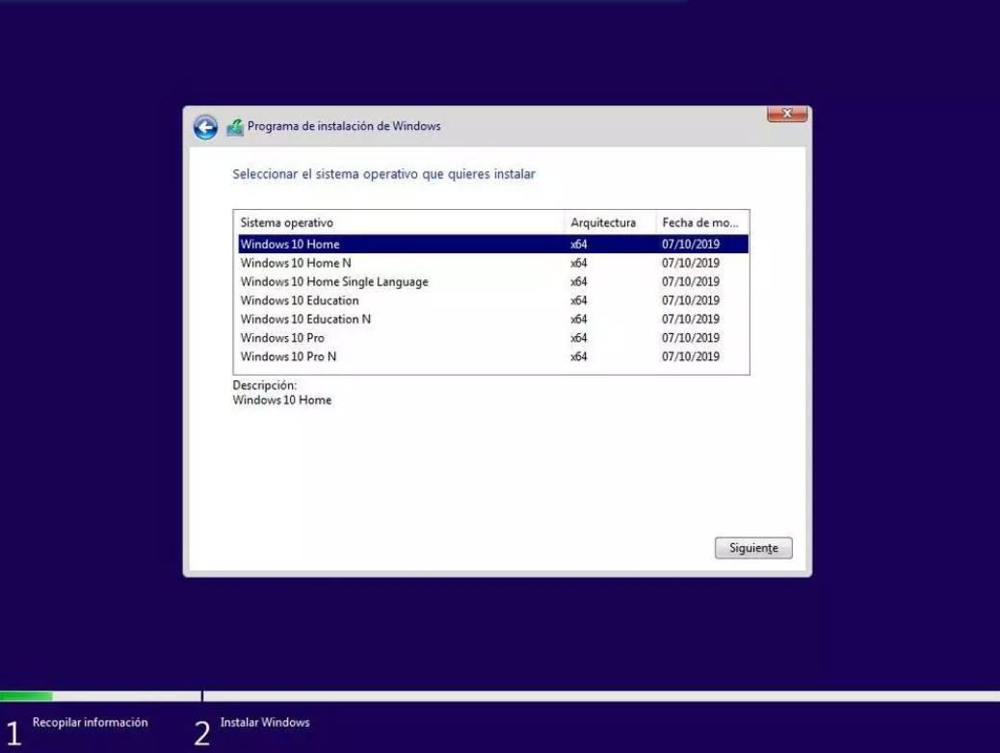 Programa de instalación de Windows
Seleccionar el sistema operativo que quieres instalar
Sistema operativo Arquitectura Fecha de mo...
Windows 10 Home x64 07/10/2019
Windows 10 Home N x64 07/10/2019
Windows 10 Home Single Language x64 07/10/2019
Windows 10 Education x64 07/10/2019
Windows 10 Education N x64 07/10/2019
Windows 10 Pro x64 07/10/2019
Windows 10 Pro N x64 07/10/2019
Descripción:
Windows 10 Home
Siguiente
1 Recopilar información 2 Instalar Windows